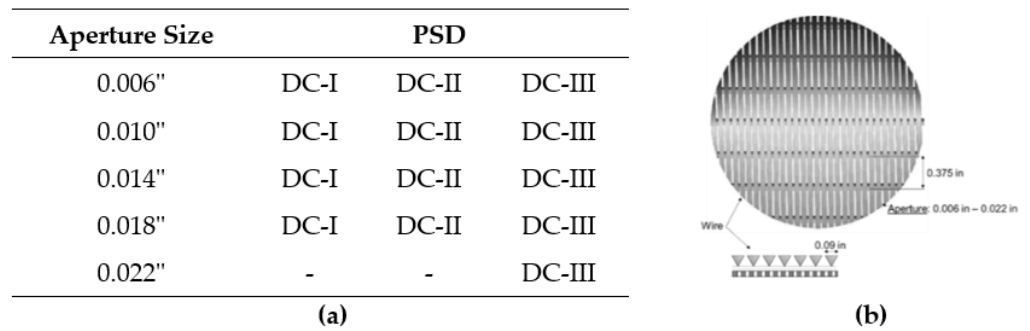 Aperture Size PSD
0.006" DC-I DC-II DC-III
0.010" DC-I DC-II DC-III
0.014" DC-I DC-II DC-III
0.018" DC-I DC-II DC-III
0.022" - - DC-III
(a)
0.375 in
Aperture: 0.006 in – 0.022 in
Wire
0.09 in
(b)